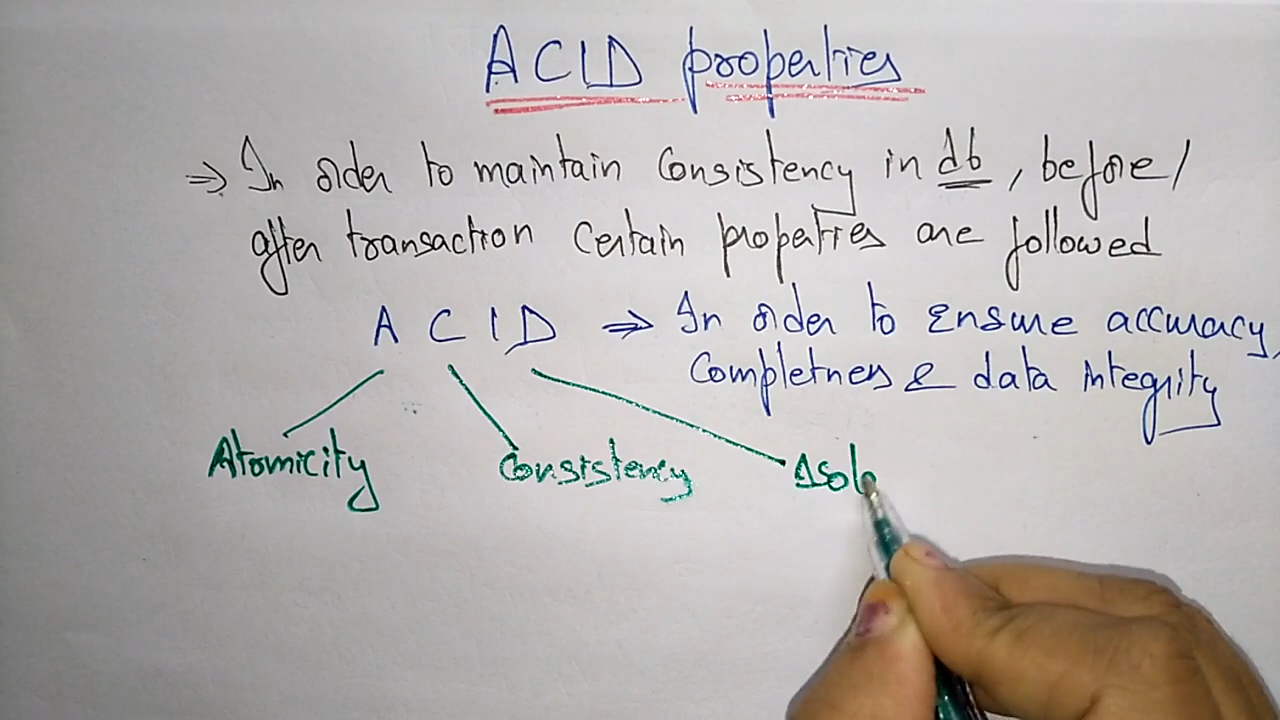 ACID properties
⇒ In order to maintain Consistency in db, before/
after transaction Certain properties are followed
A C I D ⇒ In order to Ensure accuracy,
Completness & data integrity
Atomicity Consistency Isol